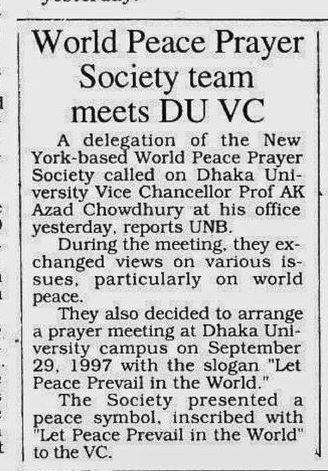 yesterday.
World Peace Prayer
Society team
meets DU VC
A delegation of the New
York-based World Peace Prayer
Society called on Dhaka Uni-
versity Vice Chancellor Prof AK
Azad Chowdhury at his office
yesterday, reports UNB.
During the meeting, they ex-
changed views on various is-
sues, particularly on world
peace.
They also decided to arrange
a prayer meeting at Dhaka Uni-
versity campus on September
29, 1997 with the slogan "Let
Peace Prevail in the World."
The Society presented a
peace symbol, inscribed with
"Let Peace Prevail in the World"
to the VC.